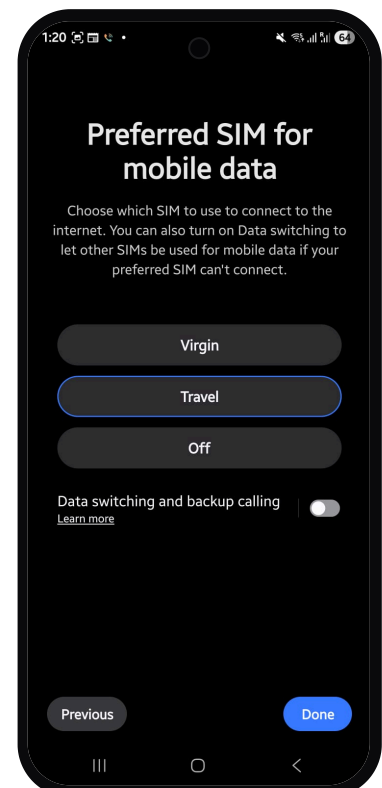 1:20
64
Preferred SIM for
mobile data
Choose which SIM to use to connect to the
internet. You can also turn on Data switching to
let other SIMs be used for mobile data if your
preferred SIM can't connect.
Virgin
Travel
Off
Data switching and backup calling
Learn more
Previous
Done